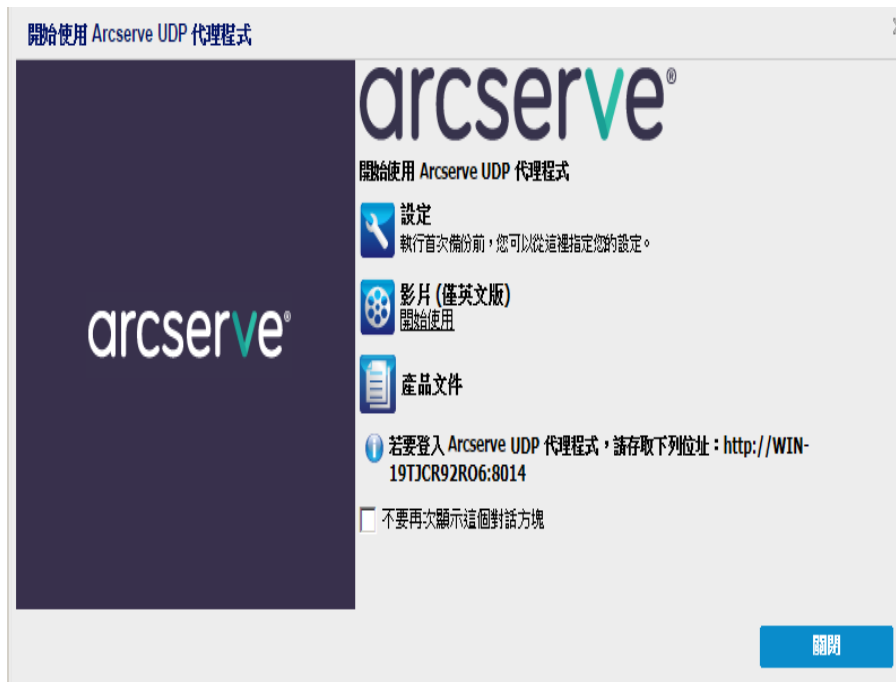 開始使用 Arcserve UDP 代理程式
arcserve®
arcserve®
開始使用 Arcserve UDP 代理程式
設定
執行首次備份前，您可以從這裡指定您的設定。
影片 (僅英文版)
開始使用
產品文件
若要登入 Arcserve UDP 代理程式，請存取下列位址：http://WIN-
19TJCR92RO6:8014
不要再次顯示這個對話方塊
關閉